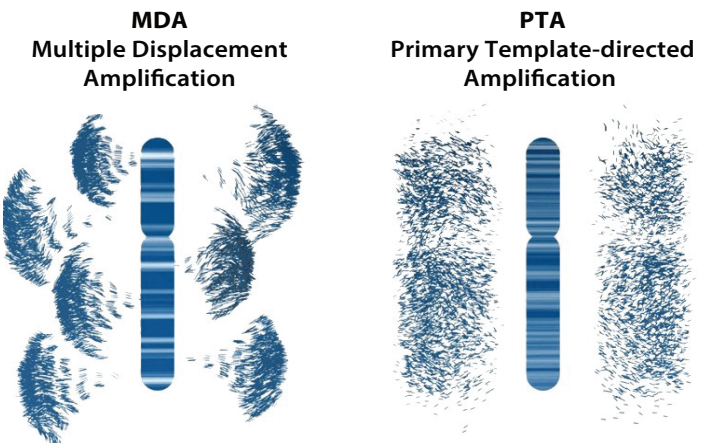 MDA
Multiple Displacement
Amplification
PTA
Primary Template-directed
Amplification